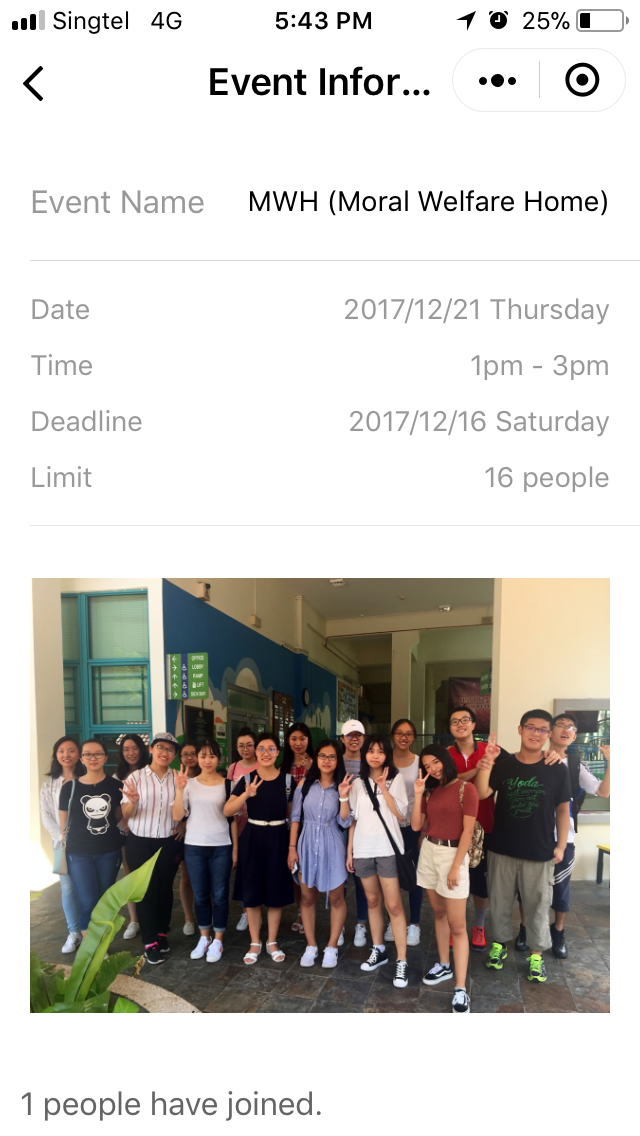 Singtel 4G 5:43 PM 25%
Event Infor...
Event Name MWH (Moral Welfare Home)
Date 2017/12/21 Thursday
Time 1pm - 3pm
Deadline 2017/12/16 Saturday
Limit 16 people
OFFICE
LOBBY
RAMP
LIFT
Yoda
1 people have joined.